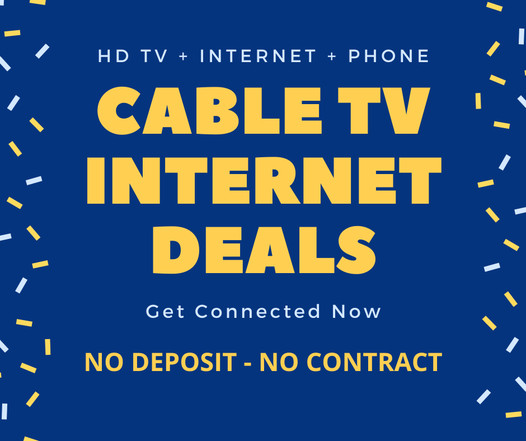 HD TV + INTERNET + PHONE
CABLE TV
INTERNET
DEALS
Get Connected Now
NO DEPOSIT - NO CONTRACT